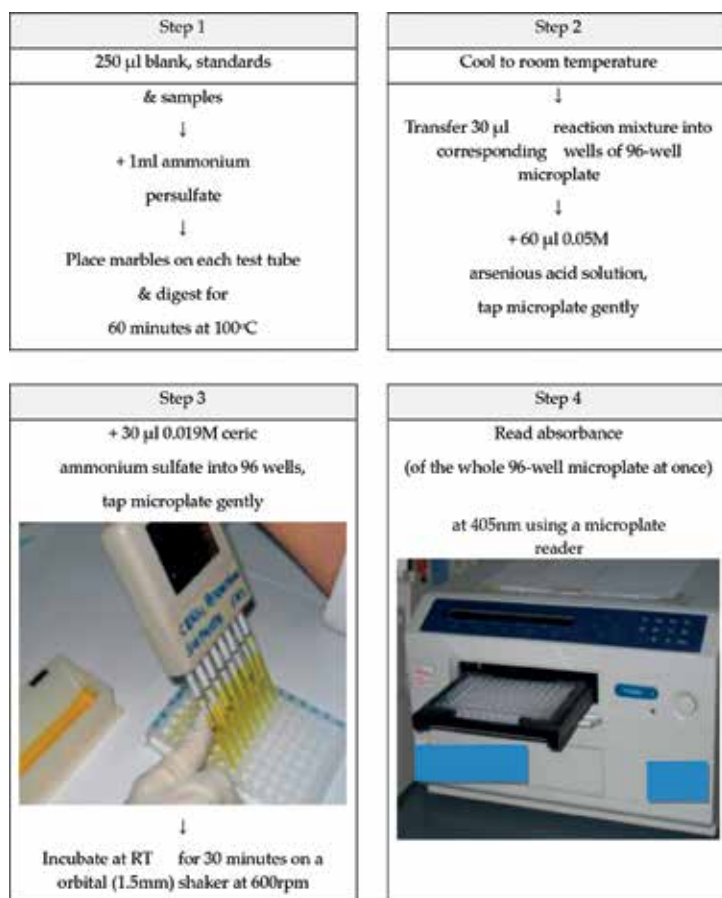 Step 1
250 µl blank, standards
& samples
↓
+ 1ml ammonium
persulfate
↓
Place marbles on each test tube
& digest for
60 minutes at 100°C
Step 2
Cool to room temperature
↓
Transfer 30 µl reaction mixture into
corresponding wells of 96-well
microplate
↓
+ 60 µl 0.05M
arsenious acid solution,
tap microplate gently
Step 3
+ 30 µl 0.019M ceric
ammonium sulfate into 96 wells,
tap microplate gently
↓
Incubate at RT for 30 minutes on a
orbital (1.5mm) shaker at 600rpm
Step 4
Read absorbance
(of the whole 96-well microplate at once)
at 405nm using a microplate
reader